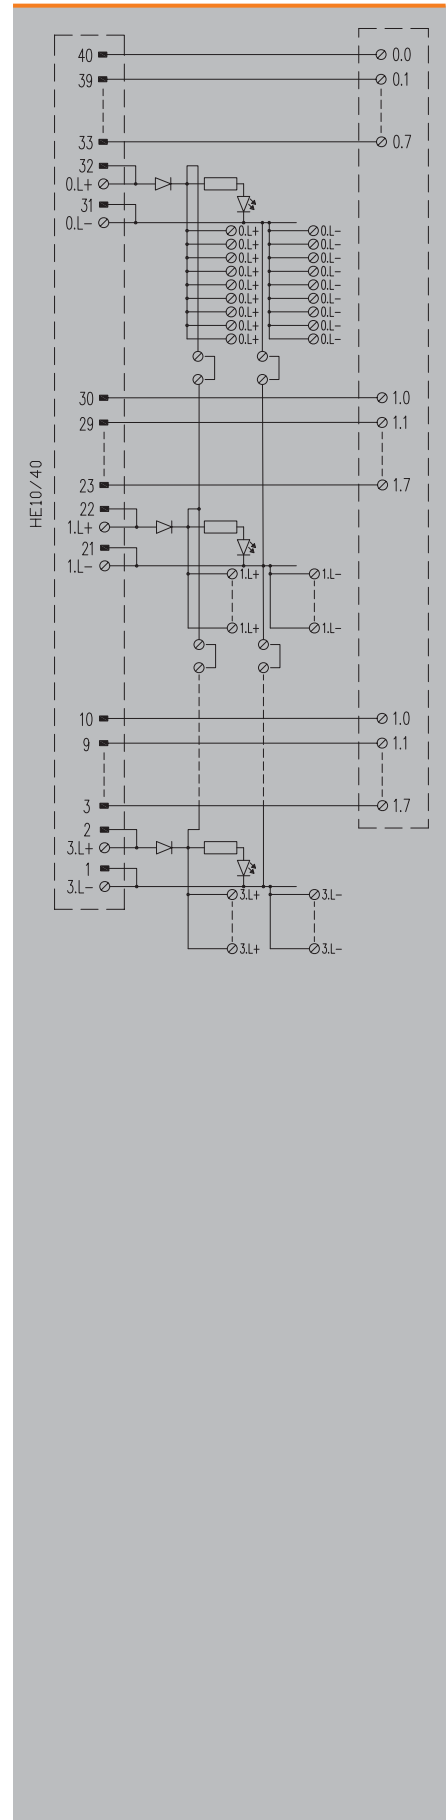 40 0.0
39 0.1
33 0.7
32
0.L+
31
0.L-
0.L+ 0.L-
0.L+ 0.L-
0.L+ 0.L-
0.L+ 0.L-
0.L+ 0.L-
0.L+ 0.L-
0.L+ 0.L-
0.L+ 0.L-
0.L+ 0.L-
30 1.0
29 1.1
HE10/40
23 1.7
22
1.L+
21
1.L-
1.L+ 1.L-
1.L+ 1.L-
10 1.0
9 1.1
3 1.7
2
3.L+
1
3.L-
3.L+ 3.L-
3.L+ 3.L-